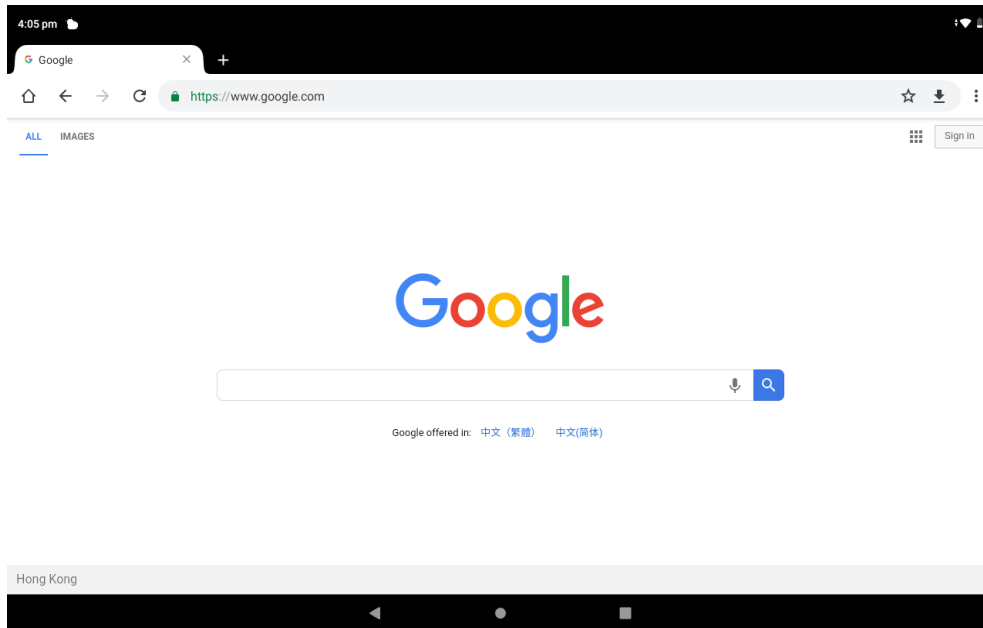 4:05 pm
Google
https://www.google.com
ALL IMAGES
Sign in
Google
Google offered in: 中文（繁體） 中文(简体)
Hong Kong